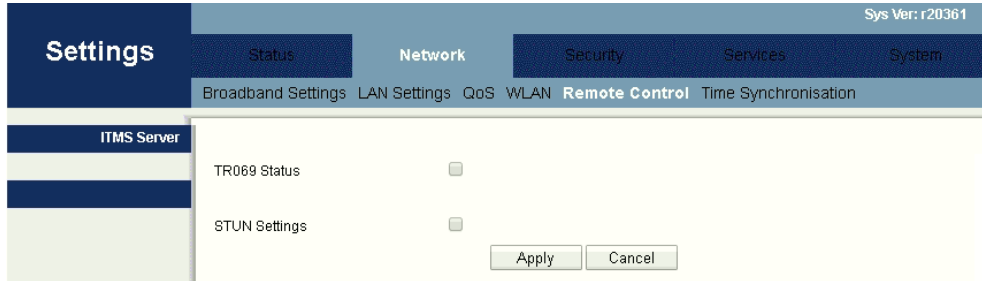 Sys Ver: r20361
Settings
Status Network Security Services System
Broadband Settings LAN Settings QoS WLAN Remote Control Time Synchronisation
ITMS Server
TR069 Status
STUN Settings
Apply Cancel